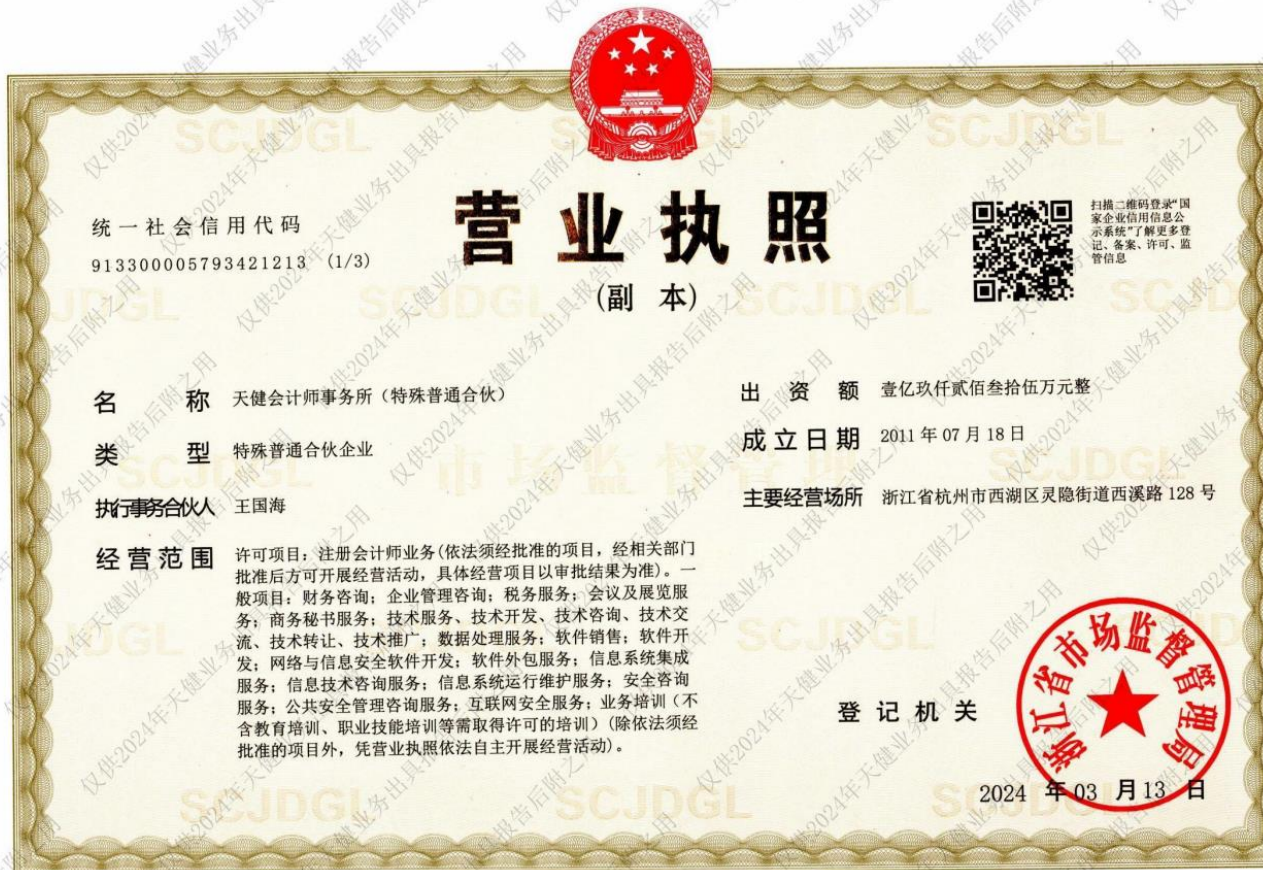 统一社会信用代码
913300005793421213 (1/3)
营业执照
(副 本)
扫描二维码登录“国
家企业信用信息公
示系统”了解更多登
记、备案、许可、监
管信息
名 称 天健会计师事务所（特殊普通合伙）
类 型 特殊普通合伙企业
执行事务合伙人 王国海
经营范围 许可项目：注册会计师业务(依法须经批准的项目，经相关部门
批准后方可开展经营活动，具体经营项目以审批结果为准)。一
般项目：财务咨询；企业管理咨询；税务服务；会议及展览服
务；商务秘书服务；技术服务、技术开发、技术咨询、技术交
流、技术转让、技术推广；数据处理服务；软件销售；软件开
发；网络与信息安全软件开发；软件外包服务；信息系统集成
服务；信息技术咨询服务；信息系统运行维护服务；安全咨询
服务；公共安全管理咨询服务；互联网安全服务；业务培训（不
含教育培训、职业技能培训等需取得许可的培训）(除依法须经
批准的项目外，凭营业执照依法自主开展经营活动)。
出 资 额 壹亿玖仟贰佰叁拾伍万元整
成立日期 2011年07月18日
主要经营场所 浙江省杭州市西湖区灵隐街道西溪路128号
登记机关
浙江省市场监督管理局
2024 年 03 月 13 日
SCJDGL
市场监督管理
仅供2024年天健业务出具报告后附之用